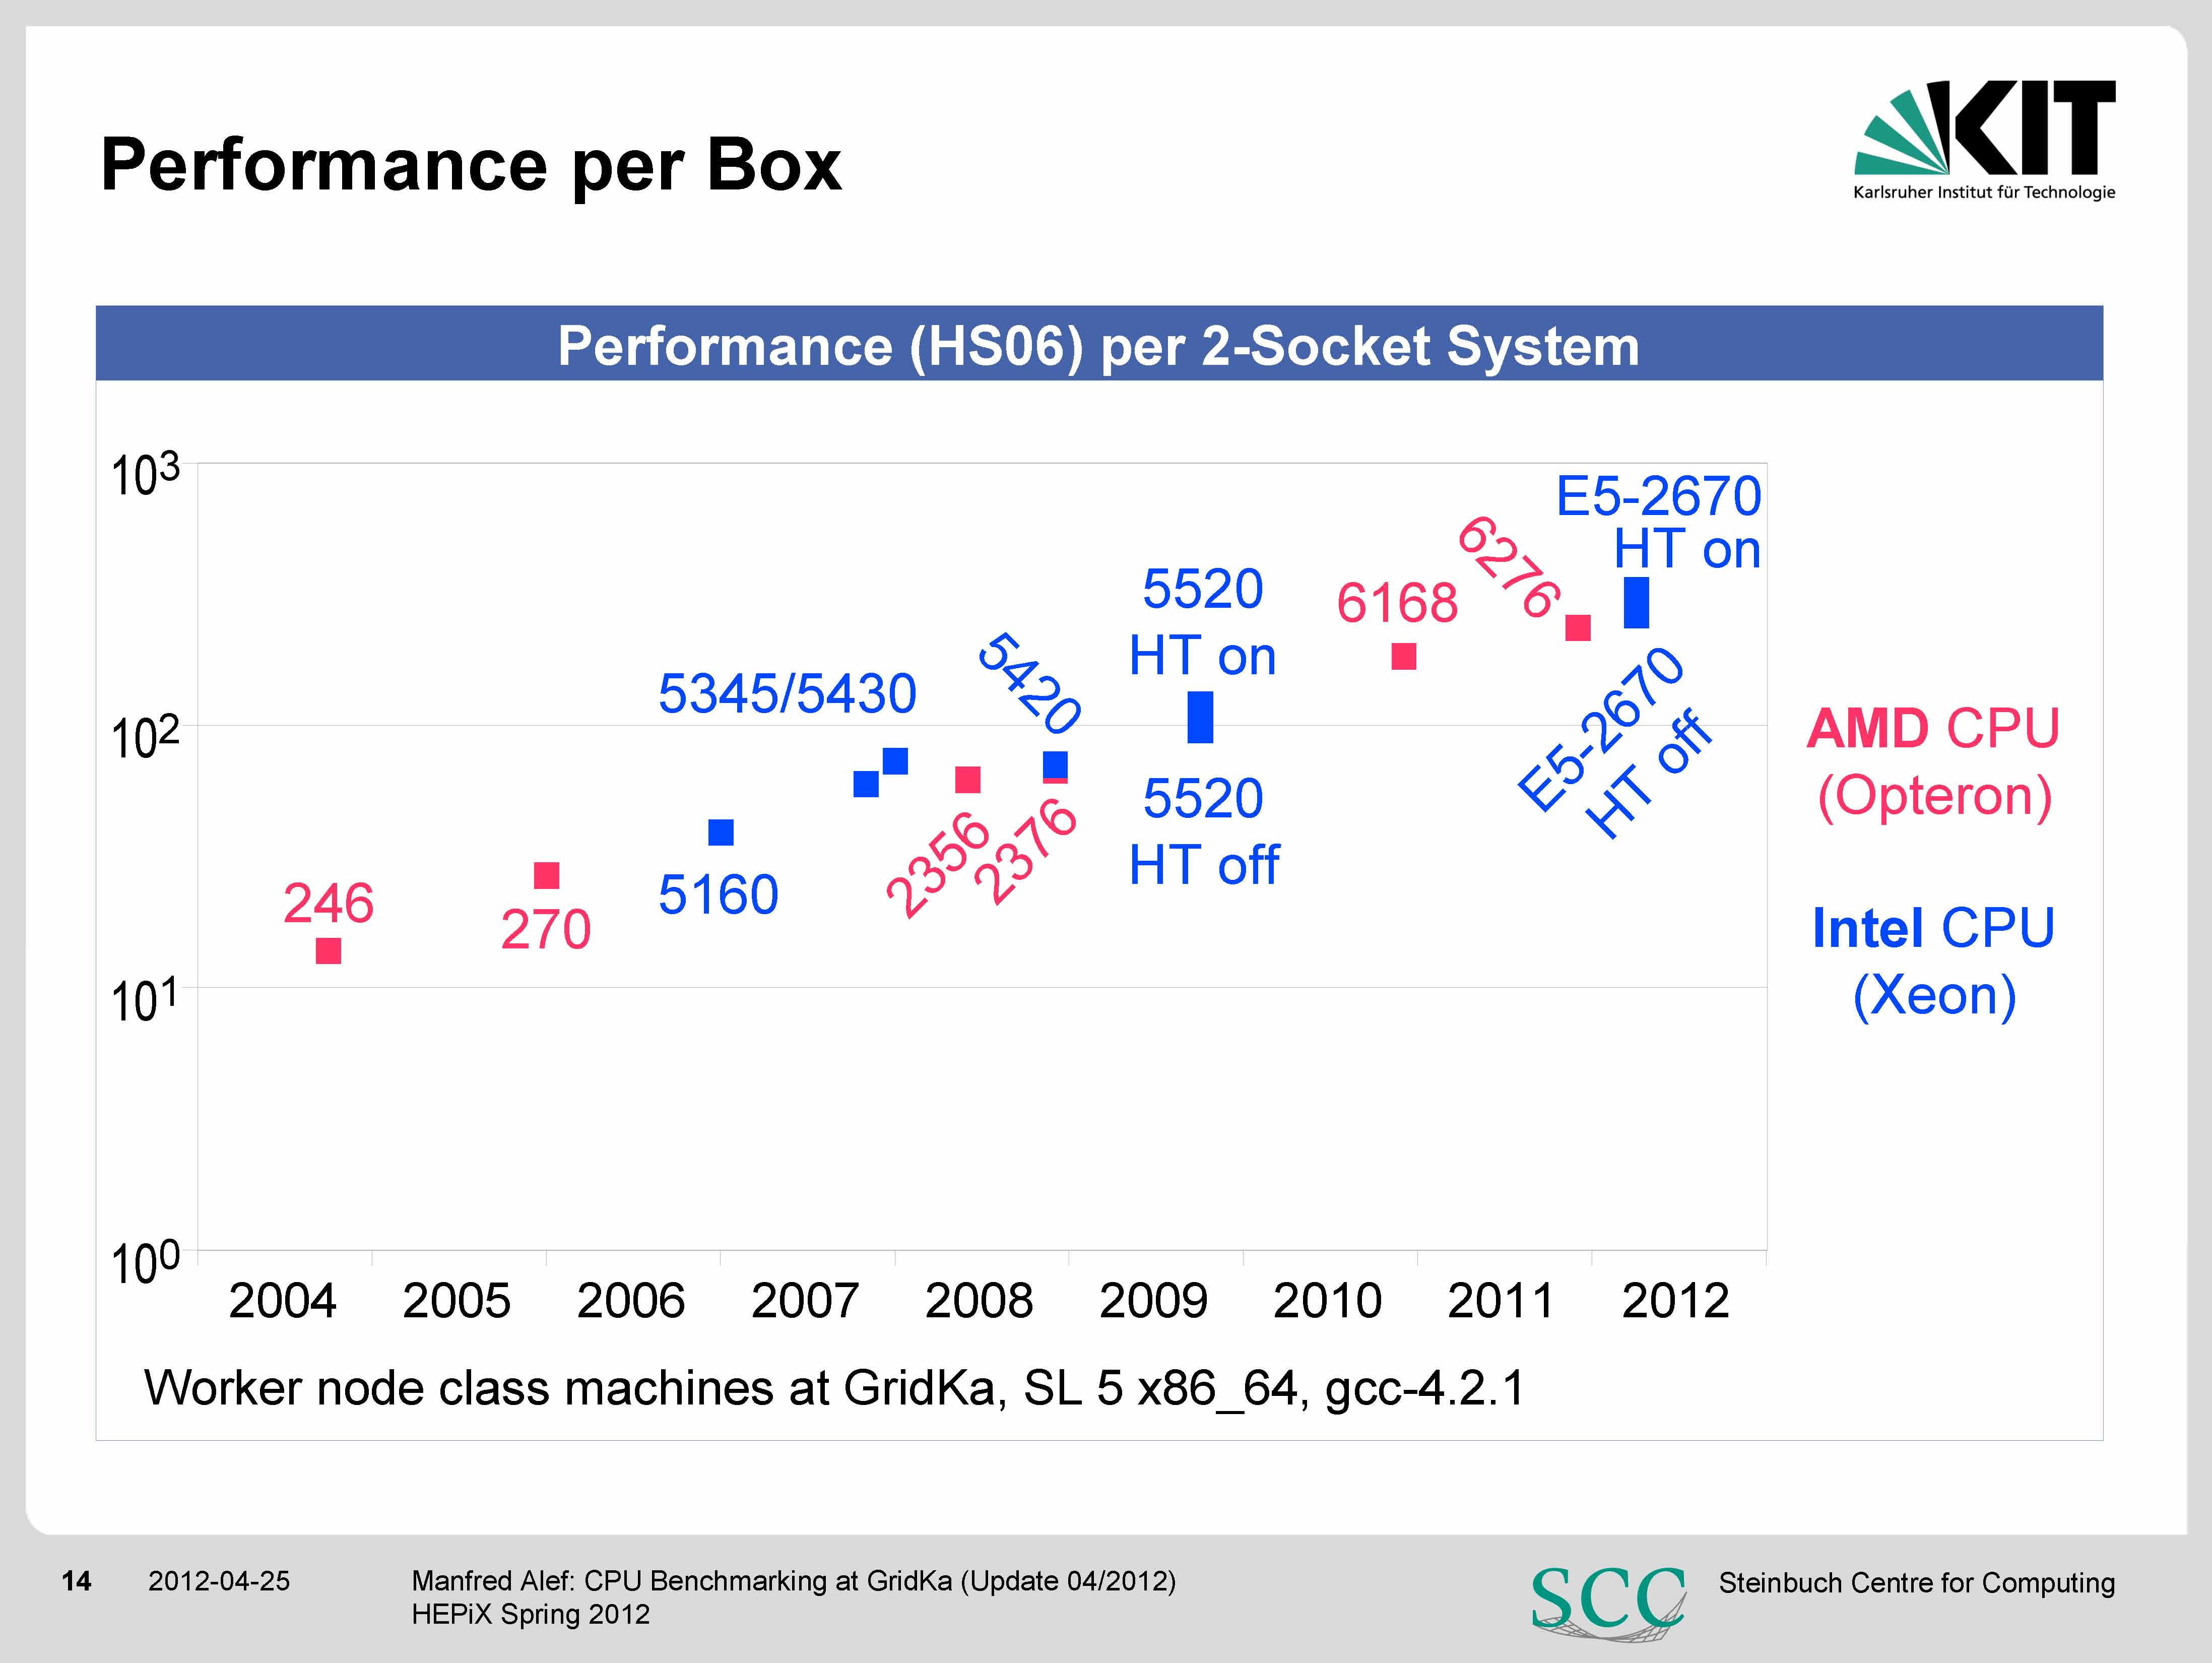 Performance per Box
KIT
Karlsruher Institut für Technologie
Performance (HS06) per 2-Socket System
10³
10²
10¹
10⁰
246
270
5160
5345/5430
2356
2376
5420
5520
HT on
5520
HT off
6168
6276
E5-2670
HT on
E5-2670
HT off
AMD CPU
(Opteron)
Intel CPU
(Xeon)
2004 2005 2006 2007 2008 2009 2010 2011 2012
Worker node class machines at GridKa, SL 5 x86_64, gcc-4.2.1
14 2012-04-25 Manfred Alef: CPU Benchmarking at GridKa (Update 04/2012)
HEPiX Spring 2012
SCC
Steinbuch Centre for Computing